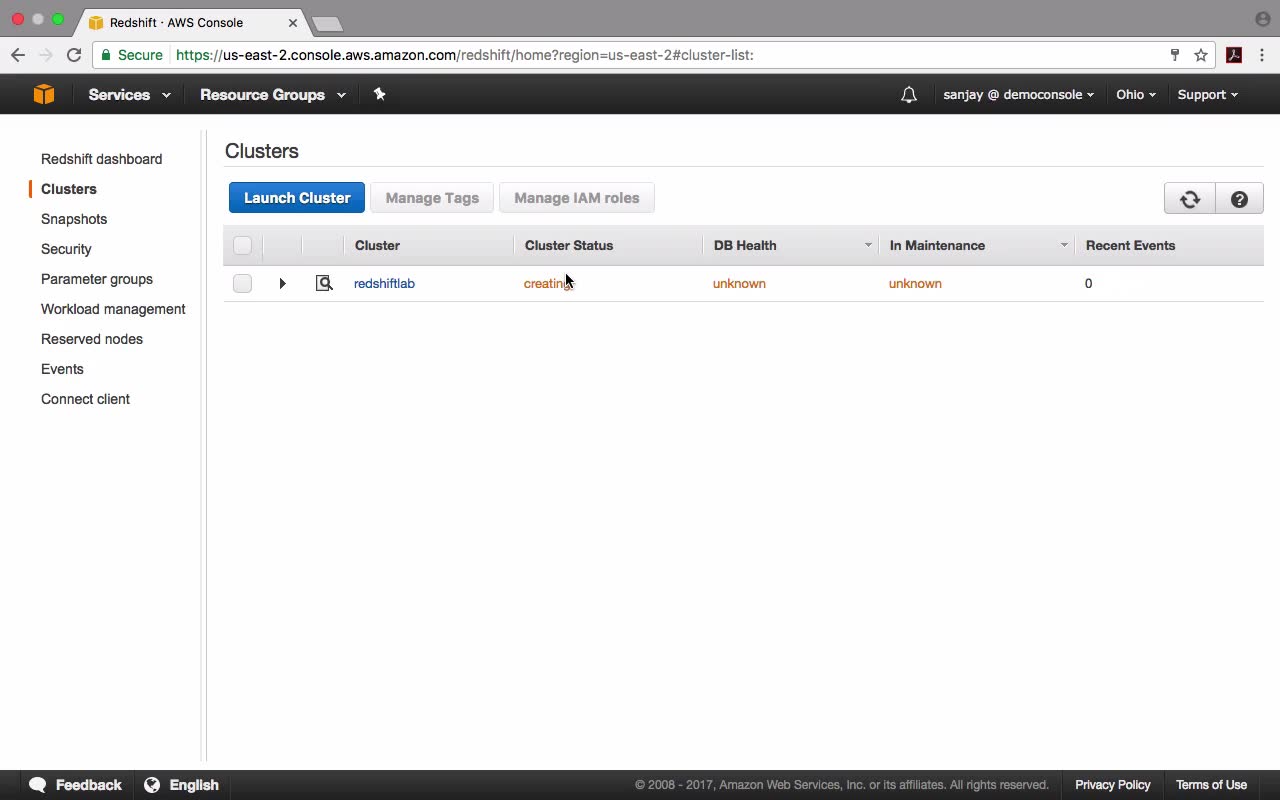 Redshift · AWS Console
Secure https://us-east-2.console.aws.amazon.com/redshift/home?region=us-east-2#cluster-list:
Services Resource Groups sanjay @ democonsole Ohio Support
Redshift dashboard
Clusters
Snapshots
Security
Parameter groups
Workload management
Reserved nodes
Events
Connect client
Clusters
Launch Cluster Manage Tags Manage IAM roles
Cluster Cluster Status DB Health In Maintenance Recent Events
redshiftlab creating unknown unknown 0
Feedback English © 2008 - 2017, Amazon Web Services, Inc. or its affiliates. All rights reserved. Privacy Policy Terms of Use